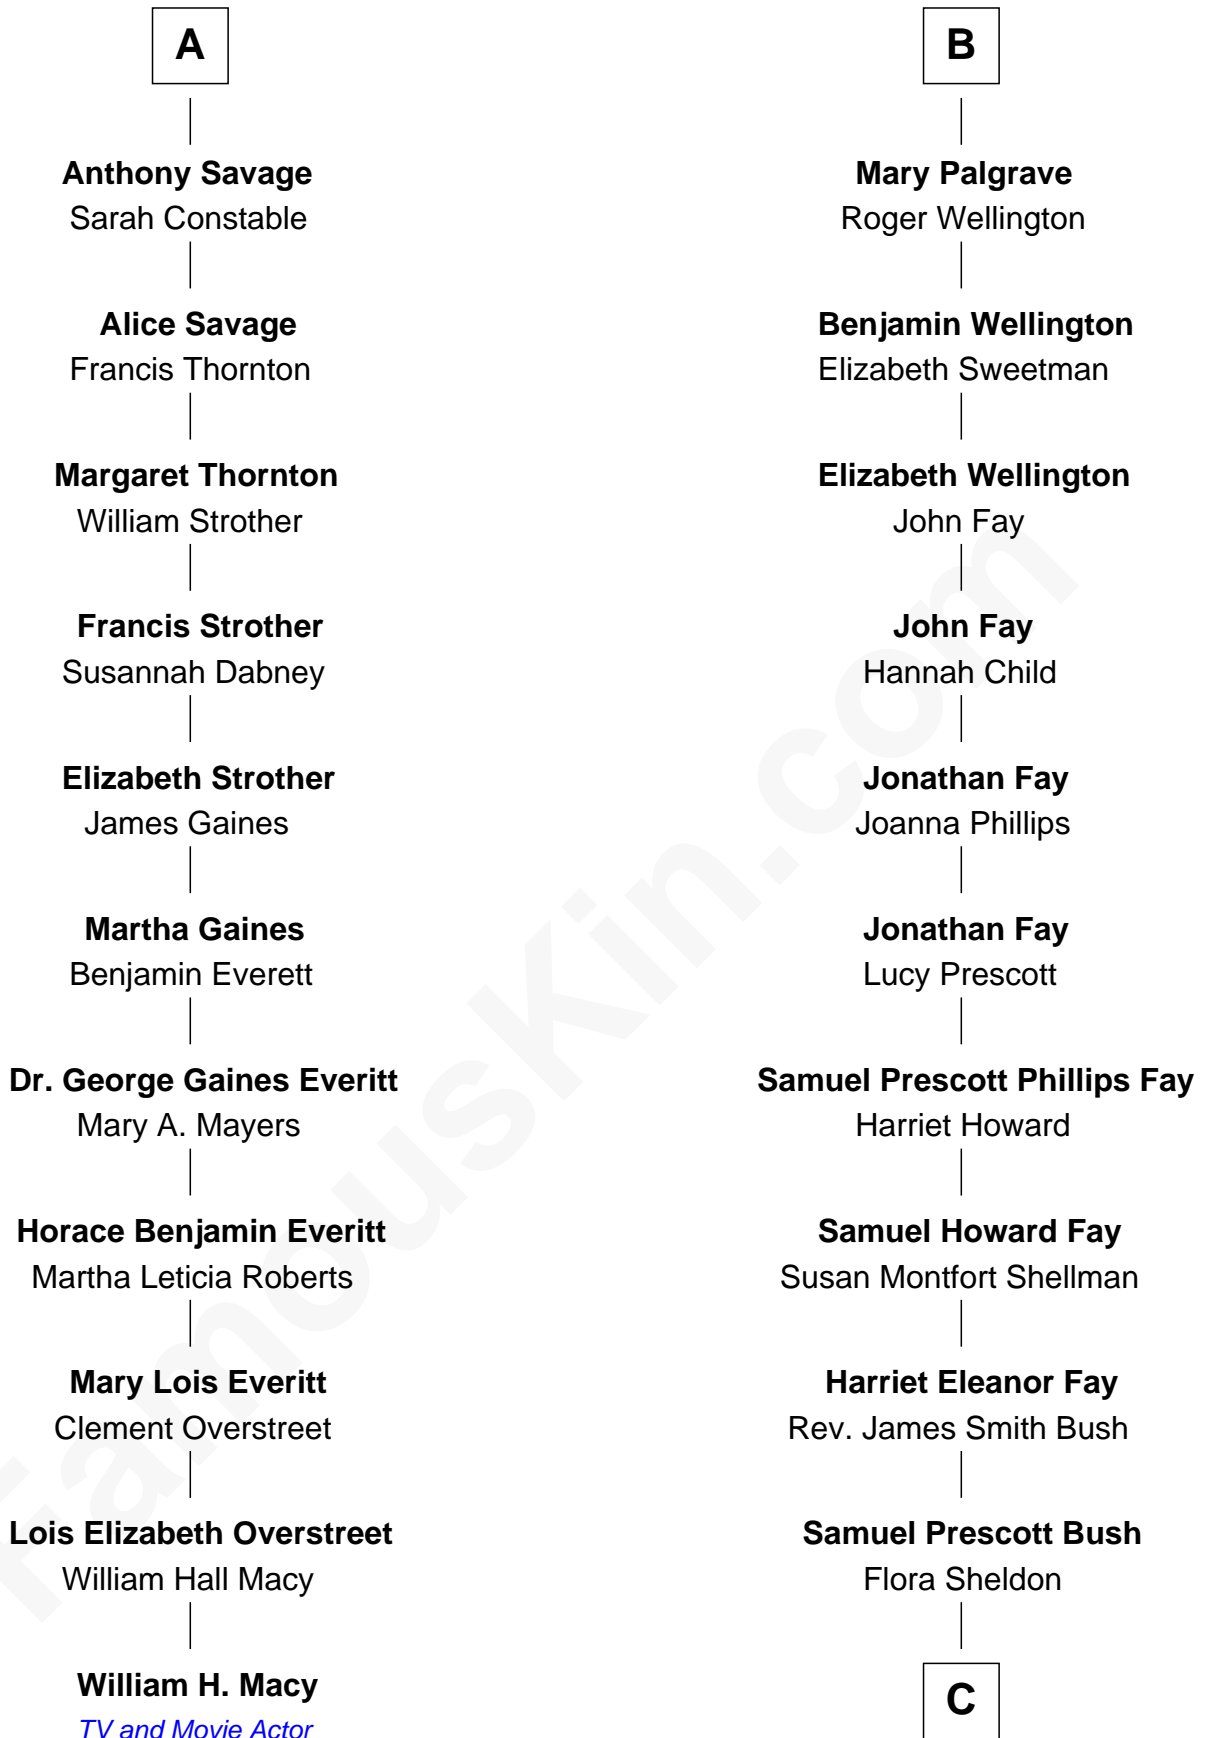 A
Anthony Savage
Sarah Constable
Alice Savage
Francis Thornton
Margaret Thornton
William Strother
Francis Strother
Susannah Dabney
Elizabeth Strother
James Gaines
Martha Gaines
Benjamin Everett
Dr. George Gaines Everitt
Mary A. Mayers
Horace Benjamin Everitt
Martha Leticia Roberts
Mary Lois Everitt
Clement Overstreet
Lois Elizabeth Overstreet
William Hall Macy
William H. Macy
TV and Movie Actor
B
Mary Palgrave
Roger Wellington
Benjamin Wellington
Elizabeth Sweetman
Elizabeth Wellington
John Fay
John Fay
Hannah Child
Jonathan Fay
Joanna Phillips
Jonathan Fay
Lucy Prescott
Samuel Prescott Phillips Fay
Harriet Howard
Samuel Howard Fay
Susan Montfort Shellman
Harriet Eleanor Fay
Rev. James Smith Bush
Samuel Prescott Bush
Flora Sheldon
C
FamousKin.com